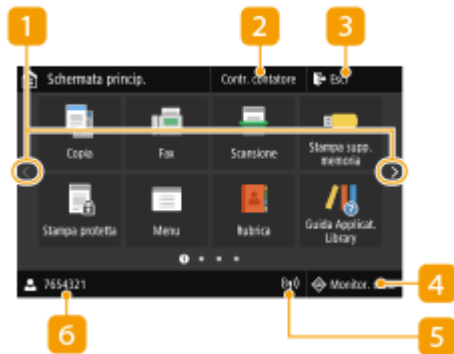 1
2
3
Schermata princip.
Contr. contatore
Esci
Copia
Fax
Scansione
Stampa supp.
memoria
Stampa protetta
Menu
Rubrica
Guida Applicat.
Library
1
7654321
Monitor.
4
5
6